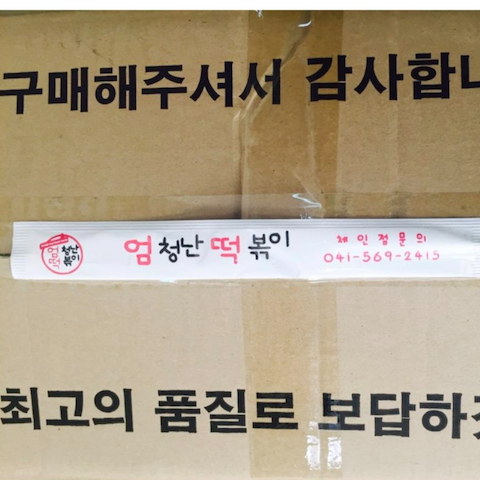 구매해주셔서 감사합니
엄청난떡볶이
엄청난떡볶이
체인점문의
041-569-2415
최고의 품질로 보답하겠